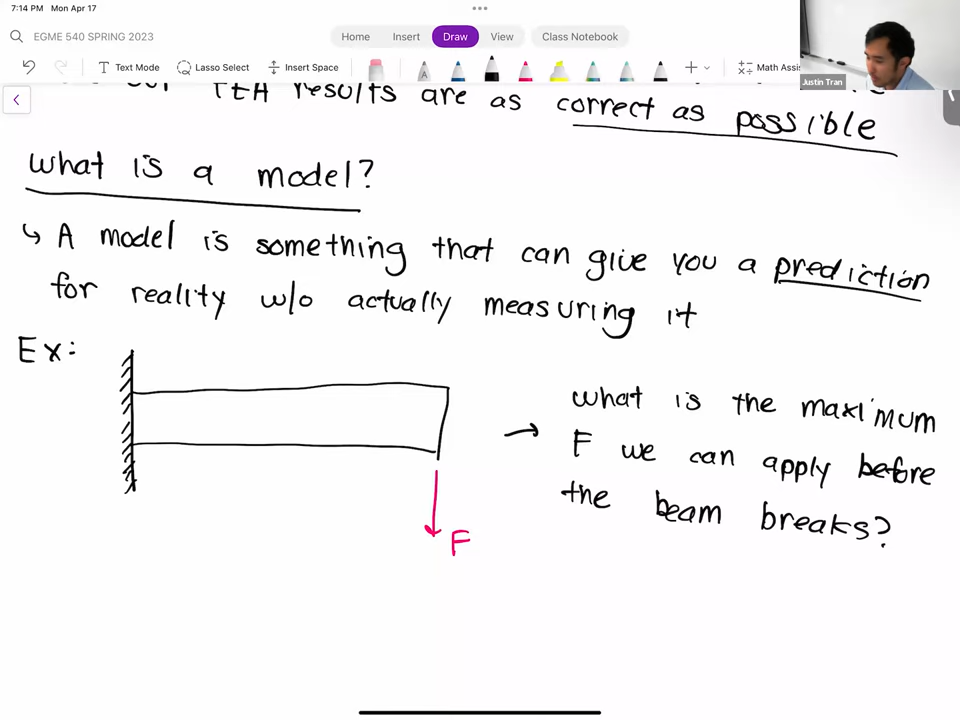 7:14 PM Mon Apr 17
EGME 540 SPRING 2023
Home Insert Draw View Class Notebook
Text Mode Lasso Select Insert Space Math Assis
Justin Tran
FEA results are as correct as possible
what is a model?
↳ A model is something that can give you a prediction
for reality w/o actually measuring it
Ex:
what is the maximum
→ F we can apply before
the beam breaks?
F